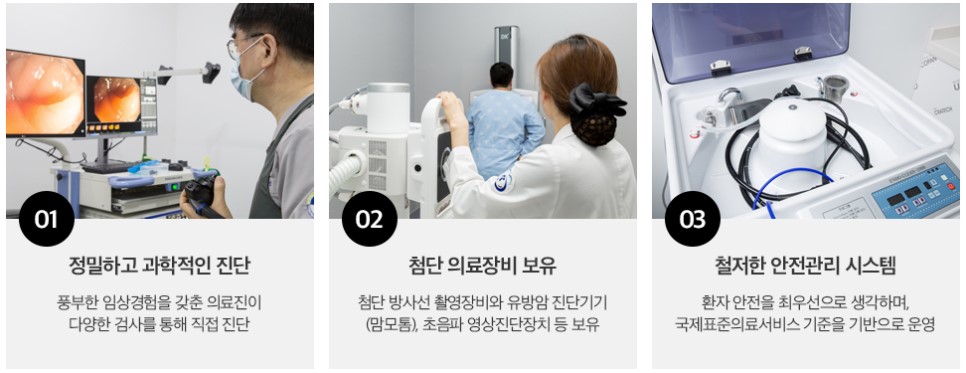 01
정밀하고 과학적인 진단
풍부한 임상경험을 갖춘 의료진이
다양한 검사를 통해 직접 진단
02
첨단 의료장비 보유
첨단 방사선 촬영장비와 유방암 진단기기
(맘모톰), 초음파 영상진단장치 등 보유
03
철저한 안전관리 시스템
환자 안전을 최우선으로 생각하며,
국제표준의료서비스 기준을 기반으로 운영